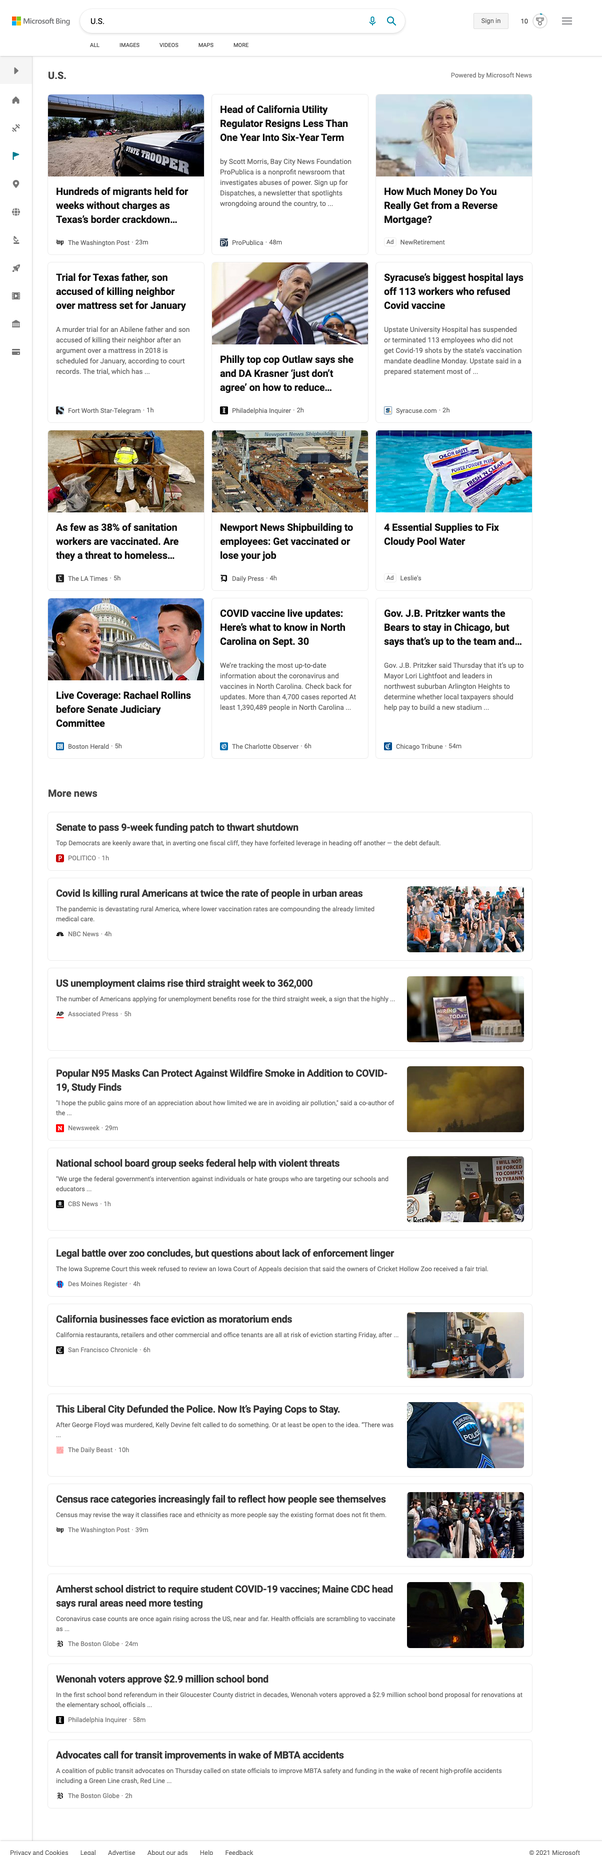 Microsoft Bing
U.S.
Sign in
10
ALL IMAGES VIDEOS MAPS MORE
U.S.
Powered by Microsoft News
STATE TROOPER
Hundreds of migrants held for
weeks without charges as
Texas's border crackdown...
The Washington Post · 23m
Head of California Utility
Regulator Resigns Less Than
One Year Into Six-Year Term
by Scott Morris, Bay City News Foundation
ProPublica is a nonprofit newsroom that
investigates abuses of power. Sign up for
Dispatches, a newsletter that spotlights
wrongdoing around the country, to ...
ProPublica · 48m
How Much Money Do You
Really Get from a Reverse
Mortgage?
Ad NewRetirement
Trial for Texas father, son
accused of killing neighbor
over mattress set for January
A murder trial for an Abilene father and son
accused of killing their neighbor after an
argument over a mattress in 2018 is
scheduled for January, according to court
records. The trial, which has ...
Fort Worth Star-Telegram · 1h
Philly top cop Outlaw says she
and DA Krasner 'just don't
agree' on how to reduce...
Philadelphia Inquirer · 2h
Syracuse's biggest hospital lays
off 113 workers who refused
Covid vaccine
Upstate University Hospital has suspended
or terminated 113 employees who did not
get Covid-19 shots by the state's vaccination
mandate deadline Monday. Upstate said in a
prepared statement most of ...
Syracuse.com · 2h
As few as 38% of sanitation
workers are vaccinated. Are
they a threat to homeless...
The LA Times · 5h
Newport News Shipbuilding
Newport News Shipbuilding to
employees: Get vaccinated or
lose your job
Daily Press · 4h
POWER POWDER PLUS
FRESH 'N CLEAR
4 Essential Supplies to Fix
Cloudy Pool Water
Ad Leslie's
Live Coverage: Rachael Rollins
before Senate Judiciary
Committee
Boston Herald · 5h
COVID vaccine live updates:
Here's what to know in North
Carolina on Sept. 30
We're tracking the most up-to-date
information about the coronavirus and
vaccines in North Carolina. Check back for
updates. More than 4,700 cases reported At
least 1,390,489 people in North Carolina ...
The Charlotte Observer · 6h
Gov. J.B. Pritzker wants the
Bears to stay in Chicago, but
says that's up to the team and...
Gov. J.B. Pritzker said Thursday that it's up to
Mayor Lori Lightfoot and leaders in
northwest suburban Arlington Heights to
determine whether local taxpayers should
help pay to build a new stadium ...
Chicago Tribune · 54m
More news
Senate to pass 9-week funding patch to thwart shutdown
Top Democrats are keenly aware that, in averting one fiscal cliff, they have forfeited leverage in heading off another — the debt default.
POLITICO · 1h
Covid Is killing rural Americans at twice the rate of people in urban areas
The pandemic is devastating rural America, where lower vaccination rates are compounding the already limited
medical care.
NBC News · 4h
US unemployment claims rise third straight week to 362,000
The number of Americans applying for unemployment benefits rose for the third straight week, a sign that the highly ...
AP Associated Press · 5h
HIRING
TODAY
Popular N95 Masks Can Protect Against Wildfire Smoke in Addition to COVID-
19, Study Finds
"I hope the public gains more of an appreciation about how limited we are in avoiding air pollution," said a co-author of
the ...
N Newsweek · 29m
National school board group seeks federal help with violent threats
"We urge the federal government's intervention against individuals or hate groups who are targeting our schools and
educators ...
CBS News · 1h
I WILL NOT
BE FORCED
TO COMPLY
TO TYRANNY
Legal battle over zoo concludes, but questions about lack of enforcement linger
The Iowa Supreme Court this week refused to review an Iowa Court of Appeals decision that said the owners of Cricket Hollow Zoo received a fair trial.
Des Moines Register · 4h
California businesses face eviction as moratorium ends
California restaurants, retailers and other commercial and office tenants are all at risk of eviction starting Friday, after ...
San Francisco Chronicle · 6h
This Liberal City Defunded the Police. Now It's Paying Cops to Stay.
After George Floyd was murdered, Kelly Devine felt called to do something. Or at least be open to the idea. "There was
...
The Daily Beast · 10h
BURLINGTON
POLICE
Census race categories increasingly fail to reflect how people see themselves
Census may revise the way it classifies race and ethnicity as more people say the existing format does not fit them.
The Washington Post · 39m
Amherst school district to require student COVID-19 vaccines; Maine CDC head
says rural areas need more testing
Coronavirus case counts are once again rising across the US, near and far. Health officials are scrambling to vaccinate
as ...
The Boston Globe · 24m
Wenonah voters approve $2.9 million school bond
In the first school bond referendum in their Gloucester County district in decades, Wenonah voters approved a $2.9 million school bond proposal for renovations at
the elementary school, officials ...
Philadelphia Inquirer · 58m
Advocates call for transit improvements in wake of MBTA accidents
A coalition of public transit advocates on Thursday called on state officials to improve MBTA safety and funding in the wake of recent high-profile accidents
including a Green Line crash, Red Line ...
The Boston Globe · 2h
Privacy and Cookies Legal Advertise About our ads Help Feedback © 2021 Microsoft